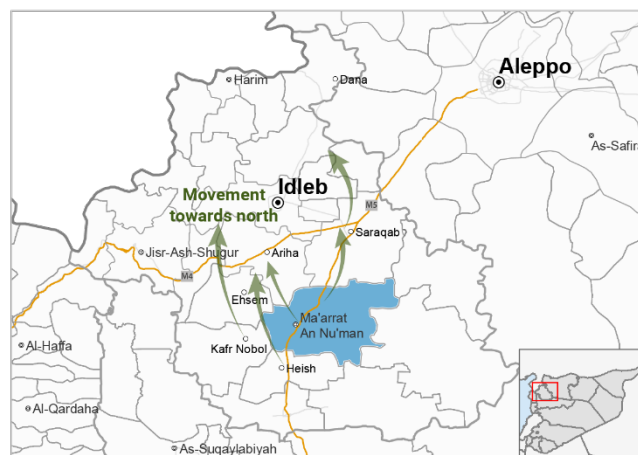 Aleppo
Harim
Dana
As-Safira
Movement
towards north
Idleb
M5
Saraqab
Jisr-Ash-Shugur
Ariha
M4
Ehsem
Ma'arrat
An Nu'man
Kafr Nobol
Al-Haffa
Heish
Al-Qardaha
As-Suqaylabiyah